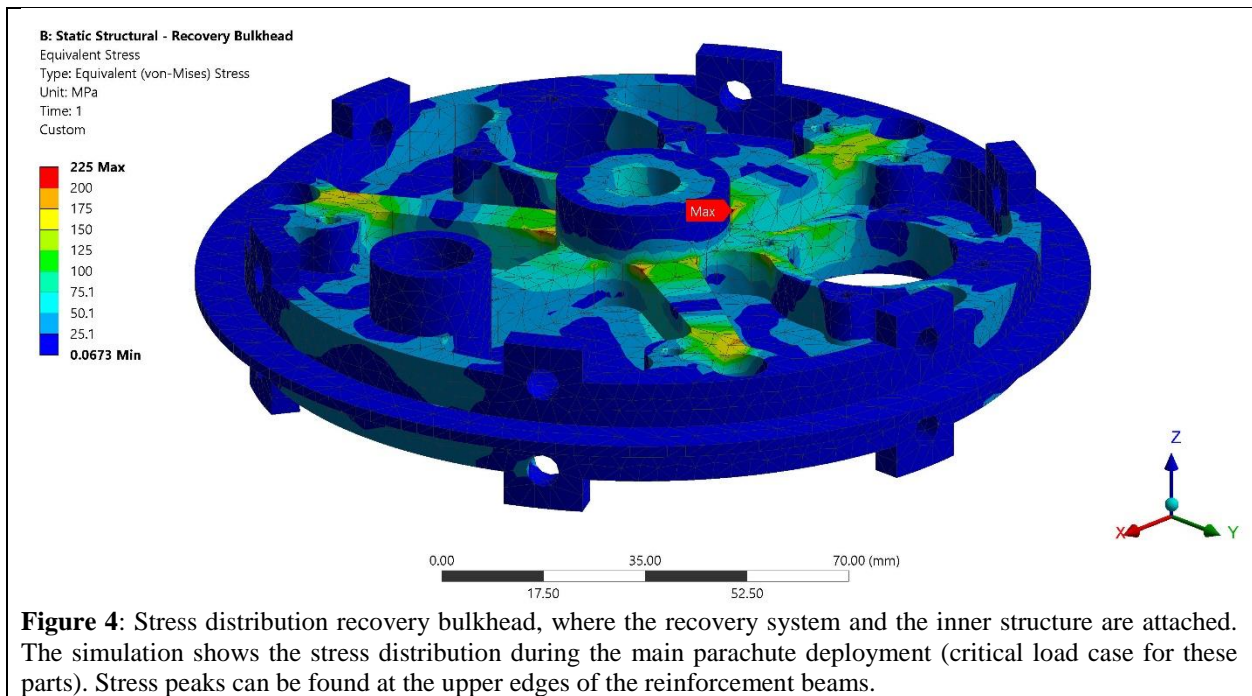 B: Static Structural - Recovery Bulkhead
Equivalent Stress
Type: Equivalent (von-Mises) Stress
Unit: MPa
Time: 1
Custom
225 Max
200
175
150
125
100
75.1
50.1
25.1
0.0673 Min
Max
Z
X
Y
0.00
35.00
70.00 (mm)
17.50
52.50
Figure 4: Stress distribution recovery bulkhead, where the recovery system and the inner structure are attached.
The simulation shows the stress distribution during the main parachute deployment (critical load case for these
parts). Stress peaks can be found at the upper edges of the reinforcement beams.